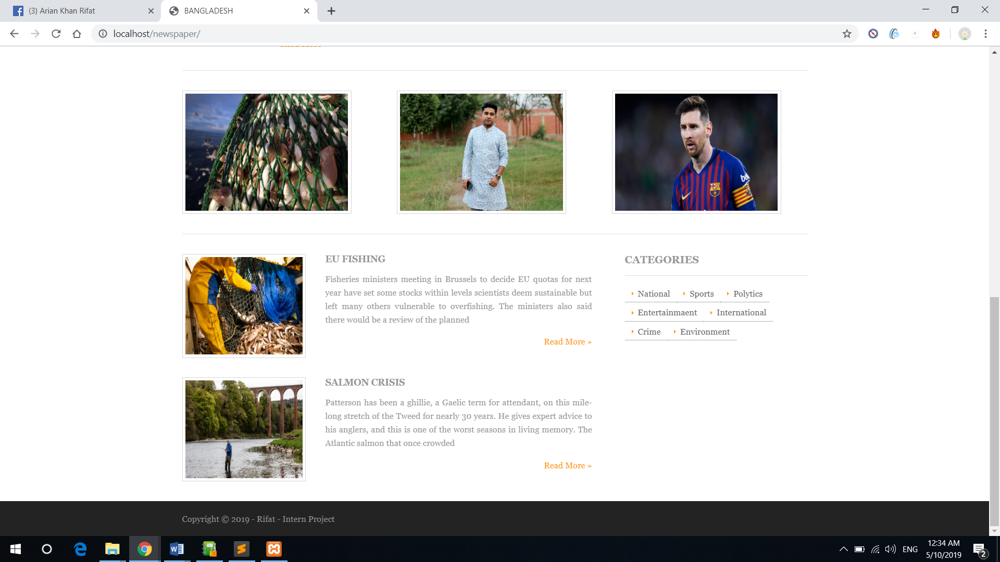 (3) Arian Khan Rifat
BANGLADESH
localhost/newspaper/
be
EU FISHING
Fisheries ministers meeting in Brussels to decide EU quotas for next
year have set some stocks within levels scientists deem sustainable but
left many others vulnerable to overfishing. The ministers also said
there would be a review of the planned
Read More »
SALMON CRISIS
Patterson has been a ghillie, a Gaelic term for attendant, on this mile-
long stretch of the Tweed for nearly 30 years. He gives expert advice to
his anglers, and this is one of the worst seasons in living memory. The
Atlantic salmon that once crowded
Read More »
CATEGORIES
National Sports Polytics
Entertainmaent International
Crime Environment
Copyright © 2019 - Rifat - Intern Project
ENG
12:34 AM
5/10/2019
2